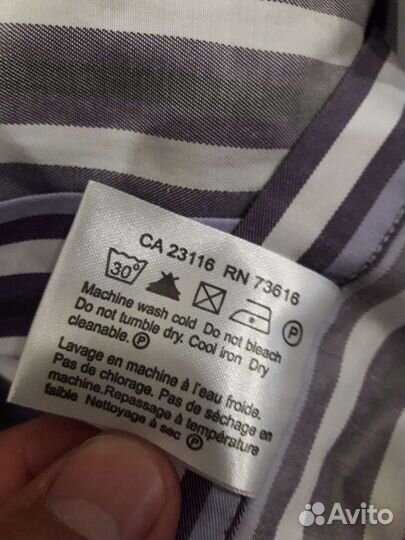 CA 23116 RN 73616
30° P
Machine wash cold Do not bleach
Do not tumble dry. Cool iron Dry
cleanable. P
Lavage en machine à l'eau froide.
Pas de chlorage. Pas de séchage en
machine.Repassage à température
faible Nettoyage à sec P
Avito